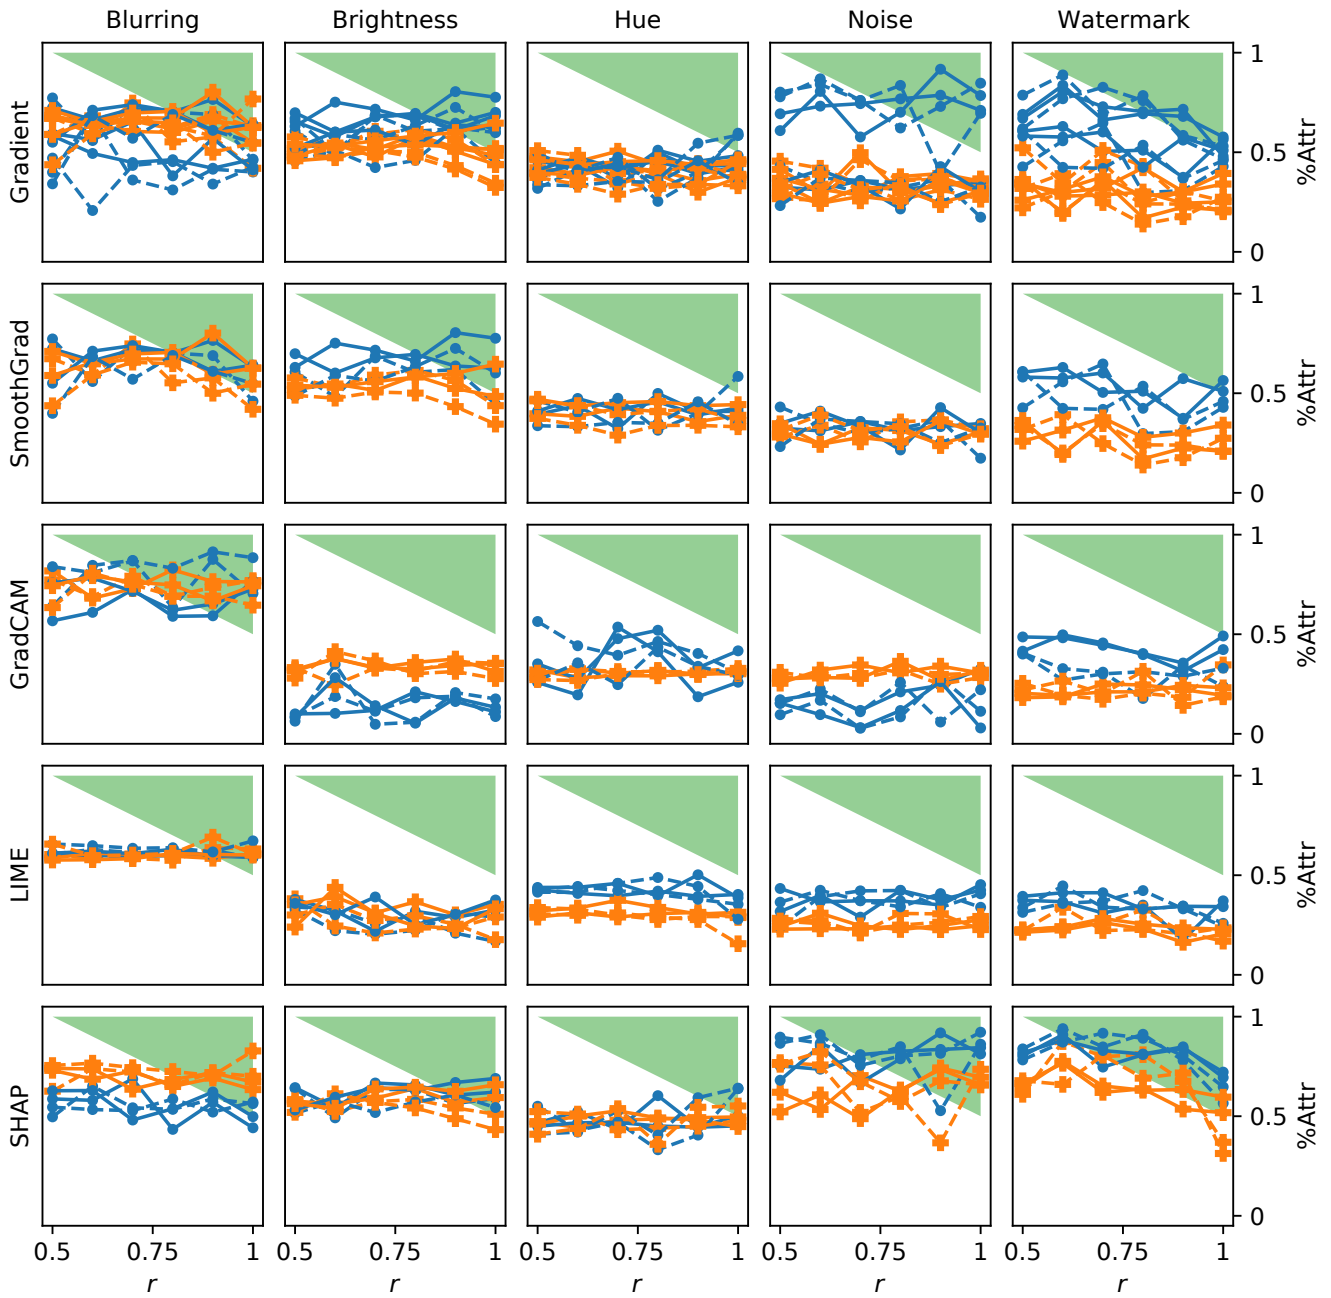 Blurring Brightness Hue Noise Watermark
Gradient
1
0.5
0
%Attr
SmoothGrad
1
0.5
0
%Attr
GradCAM
1
0.5
0
%Attr
LIME
1
0.5
0
%Attr
SHAP
1
0.5
0
%Attr
0.5 0.75 1 0.5 0.75 1 0.5 0.75 1 0.5 0.75 1 0.5 0.75 1
r r r r r